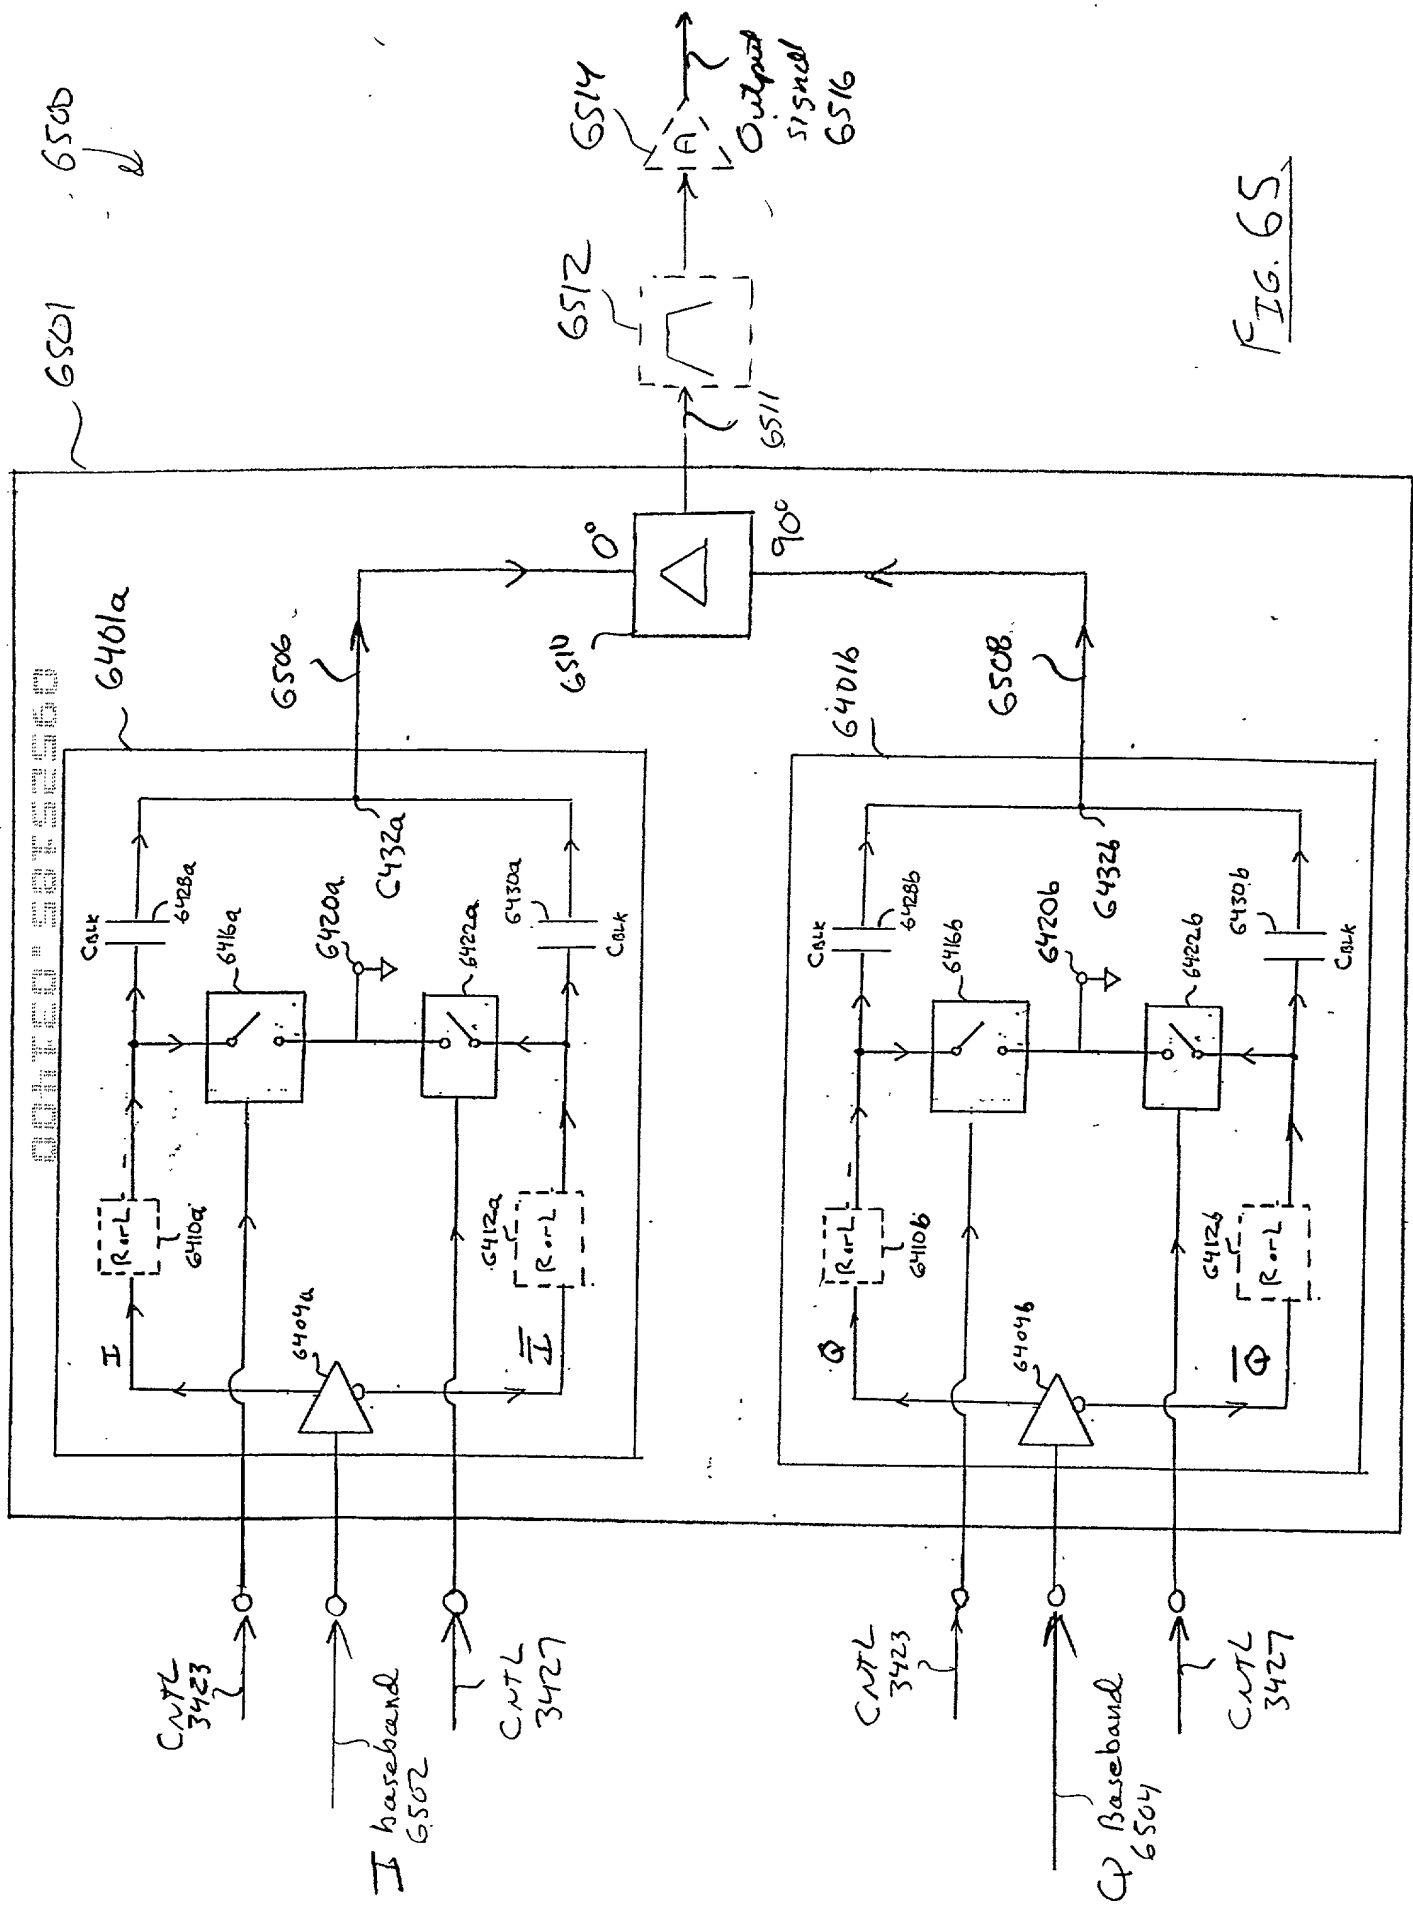 6500
6501
6401a
I
R or L
6410a
CBLK
6428a
6416a
6404a
6420a
C432a
6422a
Ī
6412a
R or L
6430a
CBLK
6506
0°
6510
90°
6511
6512
6514
A
Output
signal
6516
CNTL
3423
I baseband
6502
CNTL
3427
6401b
Q
R or L
6410b
CBLK
6428b
6416b
6404b
6420b
6432b
6422b
Q̅
6412b
R or L
6430b
CBLK
6508
CNTL
3423
Q Baseband
6504
CNTL
3427
FIG. 65